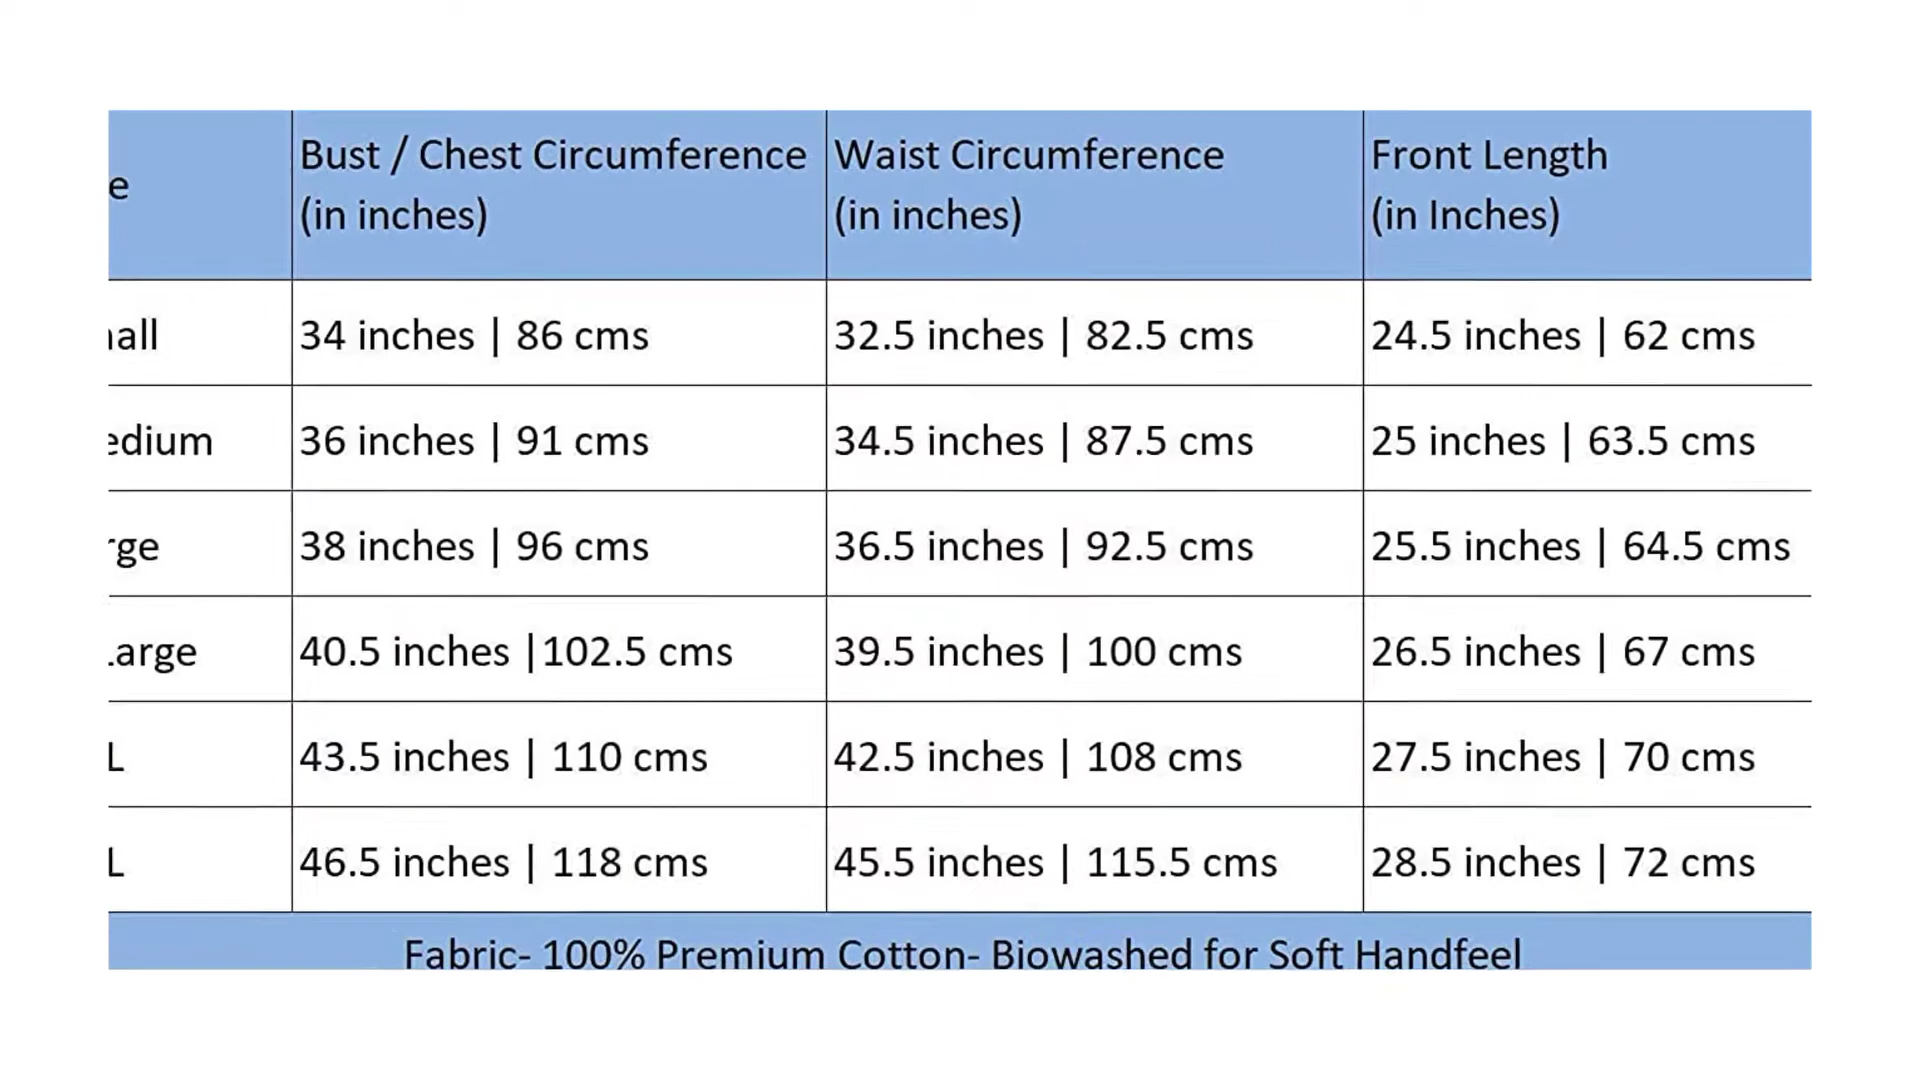 Bust / Chest Circumference Waist Circumference Front Length
(in inches) (in inches) (in Inches)
34 inches | 86 cms 32.5 inches | 82.5 cms 24.5 inches | 62 cms
36 inches | 91 cms 34.5 inches | 87.5 cms 25 inches | 63.5 cms
38 inches | 96 cms 36.5 inches | 92.5 cms 25.5 inches | 64.5 cms
40.5 inches |102.5 cms 39.5 inches | 100 cms 26.5 inches | 67 cms
43.5 inches | 110 cms 42.5 inches | 108 cms 27.5 inches | 70 cms
46.5 inches | 118 cms 45.5 inches | 115.5 cms 28.5 inches | 72 cms
Fabric- 100% Premium Cotton- Biowashed for Soft Handfeel